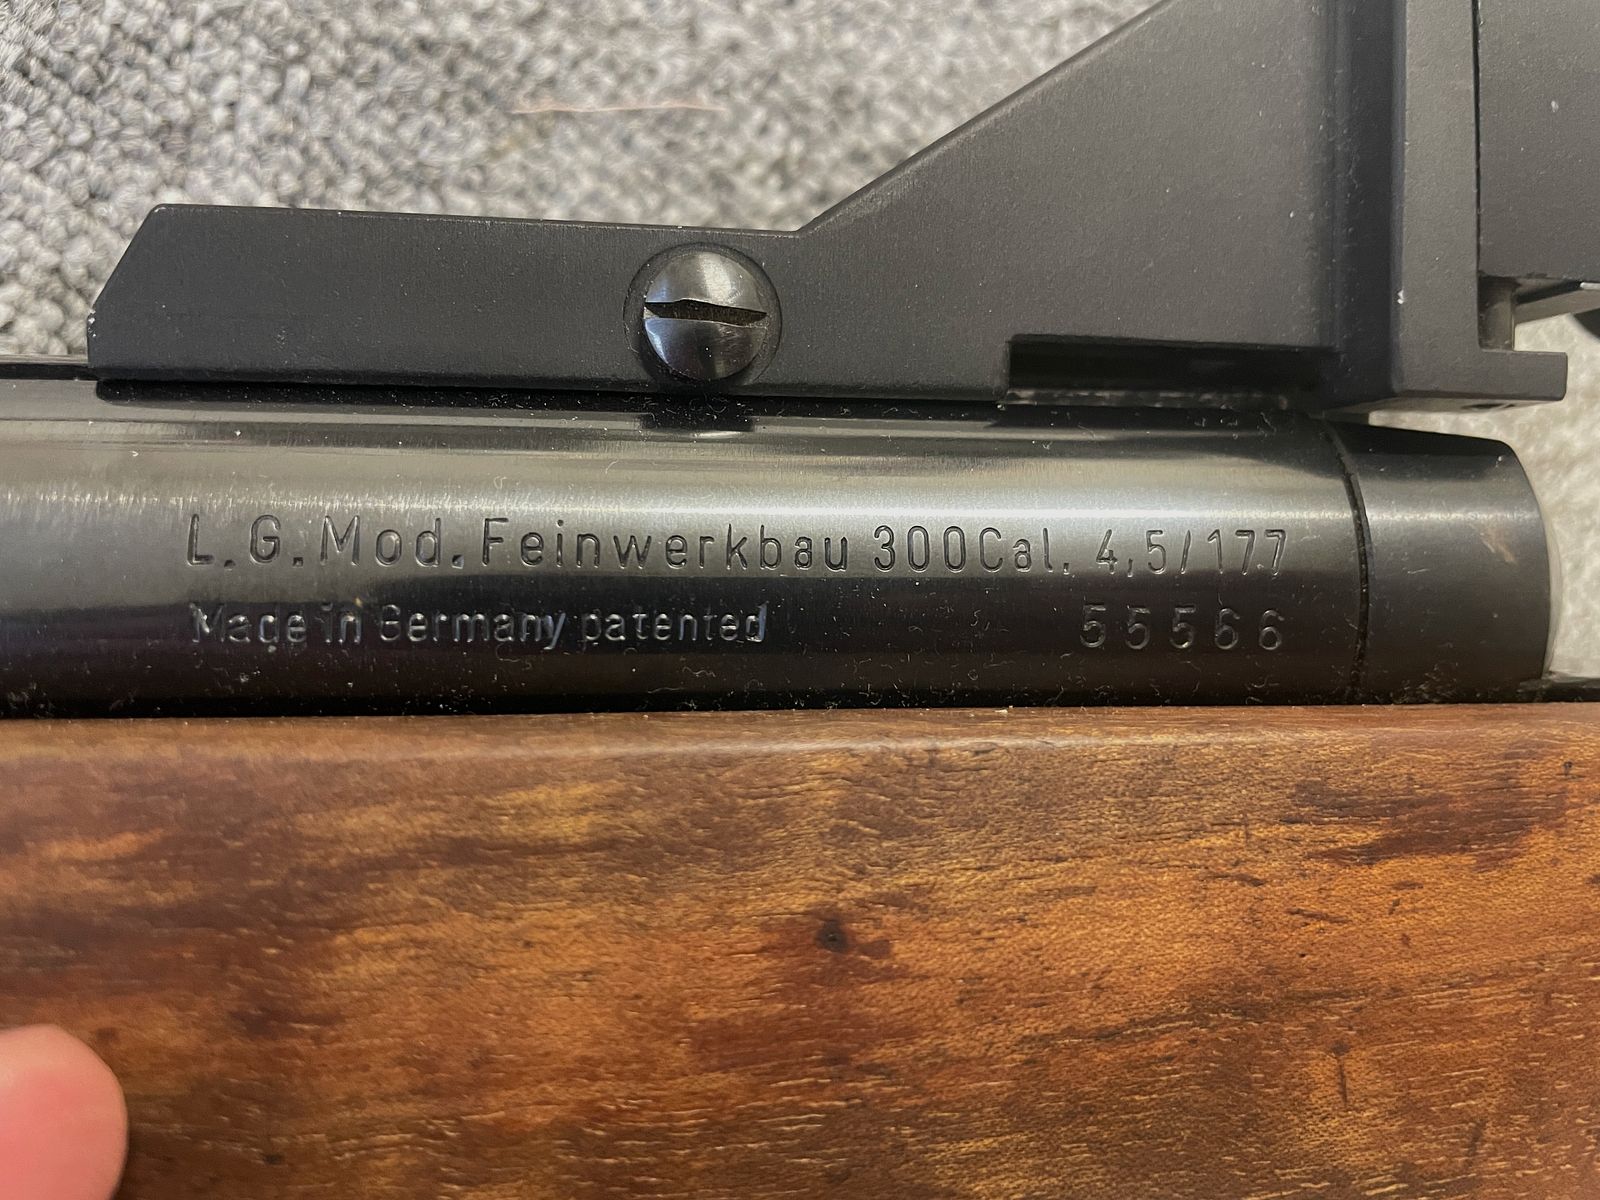 L.G.Mod.Feinwerkbau 300Cal. 4,5/177
Made in Germany patented 55566